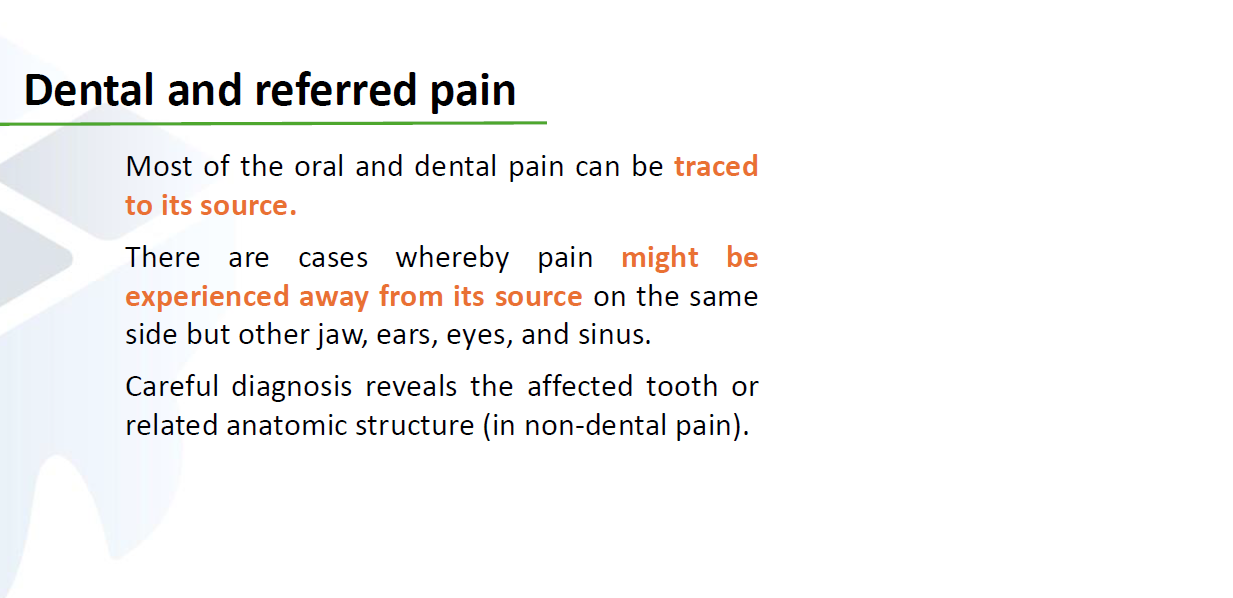 Dental and referred pain
Most of the oral and dental pain can be traced
to its source.
There are cases whereby pain might be
experienced away from its source on the same
side but other jaw, ears, eyes, and sinus.
Careful diagnosis reveals the affected tooth or
related anatomic structure (in non-dental pain).